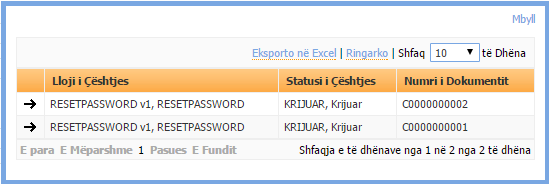 Mbyll
Eksporto në Excel | Ringarko | Shfaq 10 të Dhëna
Lloji i Çështjes Statusi i Çështjes Numri i Dokumentit
RESETPASSWORD v1, RESETPASSWORD KRIJUAR, Krijuar C0000000002
RESETPASSWORD v1, RESETPASSWORD KRIJUAR, Krijuar C0000000001
E para E Mëparshme 1 Pasues E Fundit Shfaqja e të dhënave nga 1 në 2 nga 2 të dhëna